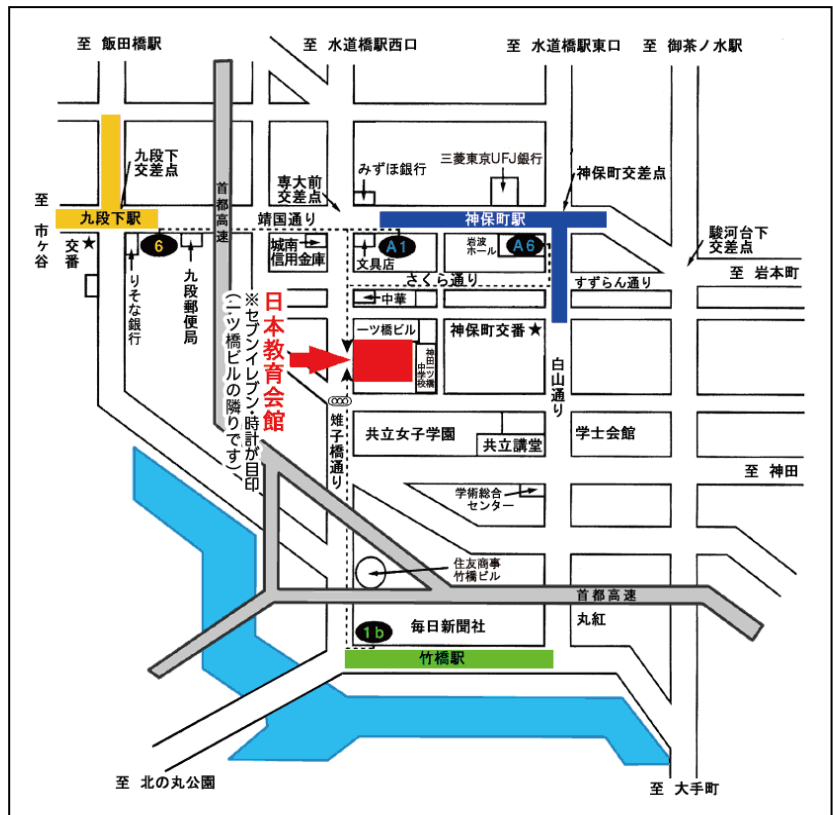 至 飯田橋駅
至 水道橋駅西口
至 水道橋駅東口
至 御茶ノ水駅
九段下
交差点
首都高速
専大前
交差点
みずほ銀行
三菱東京UFJ銀行
神保町交差点
至 市ヶ谷
九段下駅
靖国通り
神保町駅
駿河台下
交差点
交番★
6
城南
信用金庫
A1
文具店
岩波
ホール
A6
りそな銀行
九段郵便局
さくら通り
すずらん通り
至 岩本町
中華
日本教育会館
※セブンイレブン・時計が目印
(一ツ橋ビルの隣りです)
一ツ橋ビル
神保町交番★
神田一ツ橋
中学校
白山通り
雉子橋通り
共立女子学園
共立講堂
学士会館
至 神田
学術総合
センター
住友商事
竹橋ビル
首都高速
1b
毎日新聞社
丸紅
竹橋駅
至 北の丸公園
至 大手町